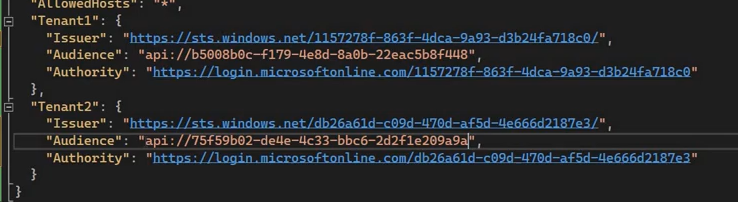 "AllowedHosts": "*",
"Tenant1": {
"Issuer": "https://sts.windows.net/1157278f-863f-4dca-9a93-d3b24fa718c0/",
"Audience": "api://b5008b0c-f179-4e8d-8a0b-22eac5b8f448",
"Authority": "https://login.microsoftonline.com/1157278f-863f-4dca-9a93-d3b24fa718c0"
},
"Tenant2": {
"Issuer": "https://sts.windows.net/db26a61d-c09d-470d-af5d-4e666d2187e3/",
"Audience": "api://75f59b02-de4e-4c33-bbc6-2d2f1e209a9a",
"Authority": "https://login.microsoftonline.com/db26a61d-c09d-470d-af5d-4e666d2187e3"
}
}